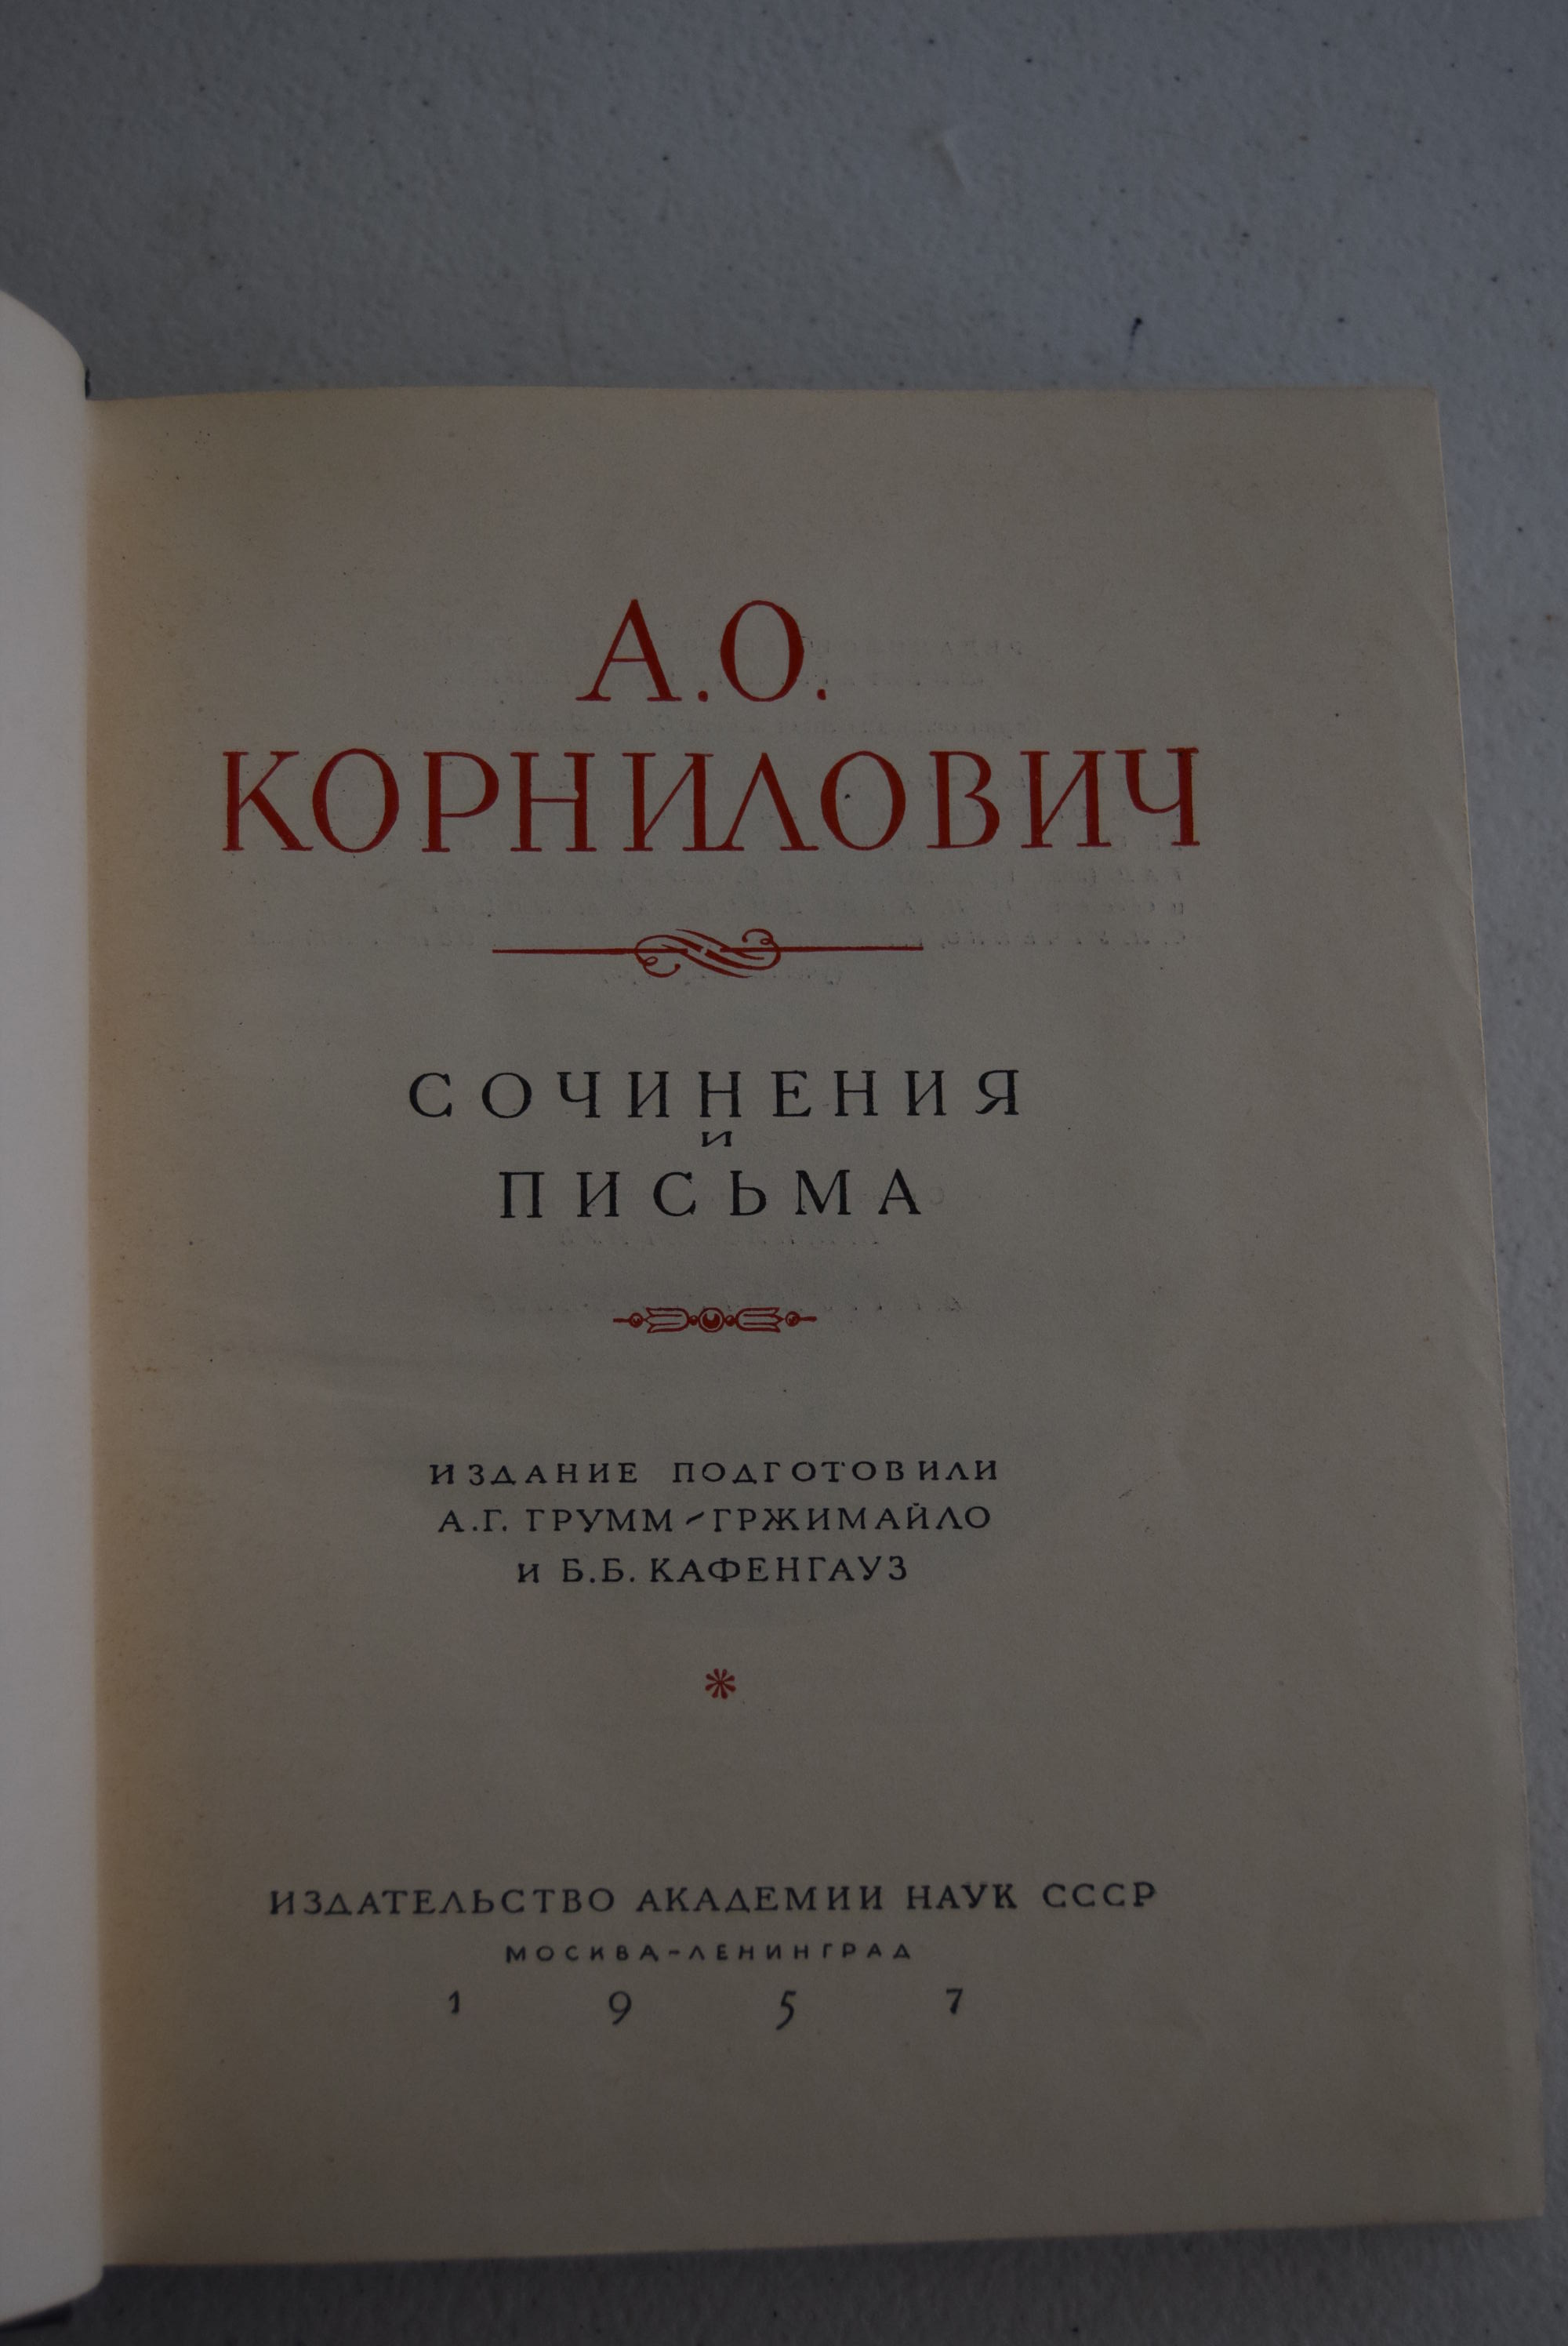 А.О.
КОРНИЛОВИЧ
СОЧИНЕНИЯ
И
ПИСЬМА
ИЗДАНИЕ ПОДГОТОВИЛИ
А.Г. ГРУММ-ГРЖИМАЙЛО
И Б.Б. КАФЕНГАУЗ
ИЗДАТЕЛЬСТВО АКАДЕМИИ НАУК СССР
МОСКВА-ЛЕНИНГРАД
1957